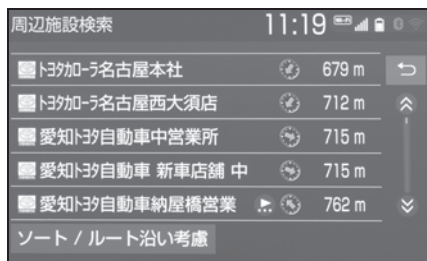 周辺施設検索 11:19
トヨタカローラ名古屋本社 679 m
トヨタカローラ名古屋西大須店 712 m
愛知トヨタ自動車中営業所 715 m
愛知トヨタ自動車 新車店舗 中 715 m
愛知トヨタ自動車納屋橋営業 762 m
ソート / ルート沿い考慮